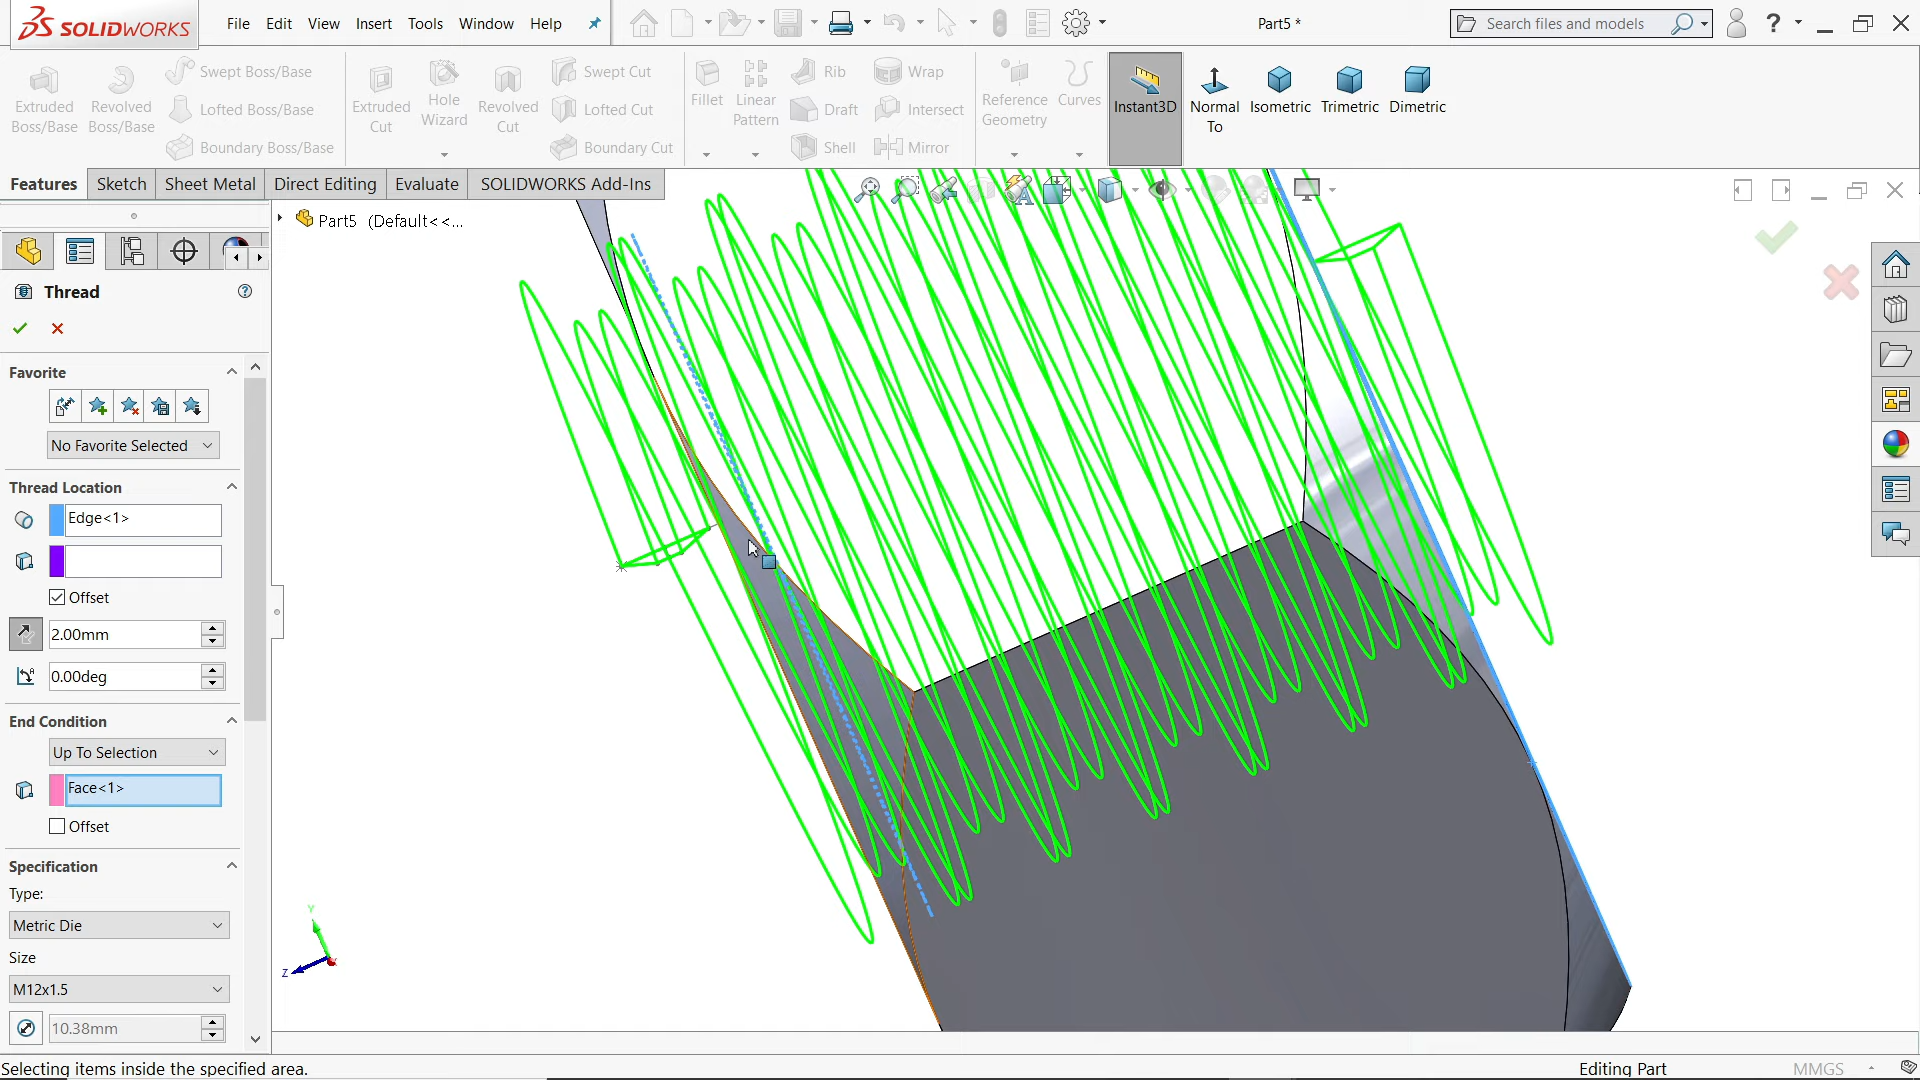 SOLIDWORKS
File Edit View Insert Tools Window Help
Part5 *
Search files and models
Extruded Boss/Base
Revolved Boss/Base
Swept Boss/Base
Lofted Boss/Base
Boundary Boss/Base
Extruded Cut
Hole Wizard
Revolved Cut
Swept Cut
Lofted Cut
Boundary Cut
Fillet
Linear Pattern
Rib
Draft
Shell
Wrap
Intersect
Mirror
Reference Geometry
Curves
Instant3D
Normal To
Isometric
Trimetric
Dimetric
Features Sketch Sheet Metal Direct Editing Evaluate SOLIDWORKS Add-Ins
Part5 (Default<<...
Thread
Favorite
No Favorite Selected
Thread Location
Edge<1>
Offset
2.00mm
0.00deg
End Condition
Up To Selection
Face<1>
Offset
Specification
Type:
Metric Die
Size
M12x1.5
10.38mm
Y
Z
X
Selecting items inside the specified area.
Editing Part
MMGS